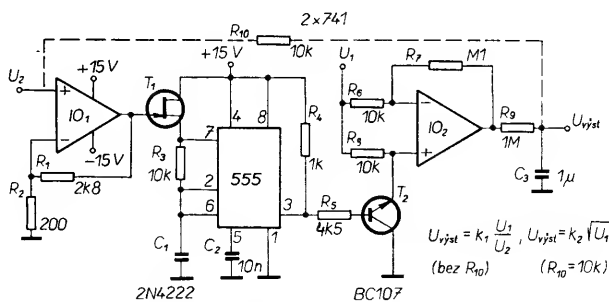 2×741
R10
10k
+15V
U2
+15V
T1
IO1
-15V
R1
2k8
R2
200
R3
10k
4
8
7
2
6
555
3
5
1
R4
1k
C1
C2
10n
R5
4k5
U1
R7
M1
R6
10k
R8
10k
IO2
R9
1M
Uvýst
C3
1μ
T2
2N4222
BC107
Uvýst = k1 U1/U2 , Uvýst = k2 √U1
(bez R10)
(R10=10k)